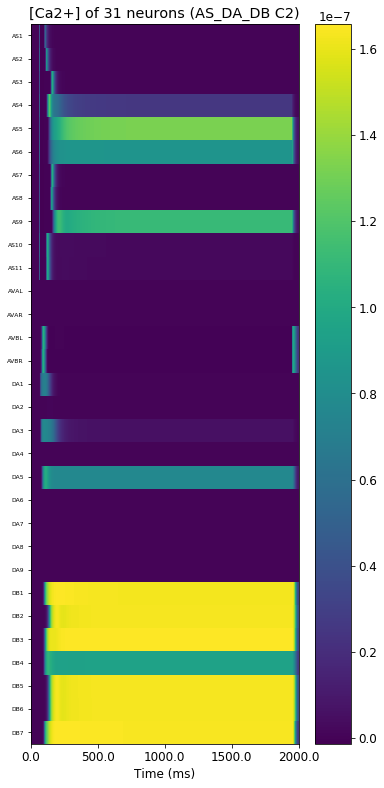 [Ca2+] of 31 neurons (AS_DA_DB C2)
1e−7
AS1
AS2
AS3
AS4
AS5
AS6
AS7
AS8
AS9
AS10
AS11
AVAL
AVAR
AVBL
AVBR
DA1
DA2
DA3
DA4
DA5
DA6
DA7
DA8
DA9
DB1
DB2
DB3
DB4
DB5
DB6
DB7
1.6
1.4
1.2
1.0
0.8
0.6
0.4
0.2
0.0
0.0 500.0 1000.0 1500.0 2000.0
Time (ms)